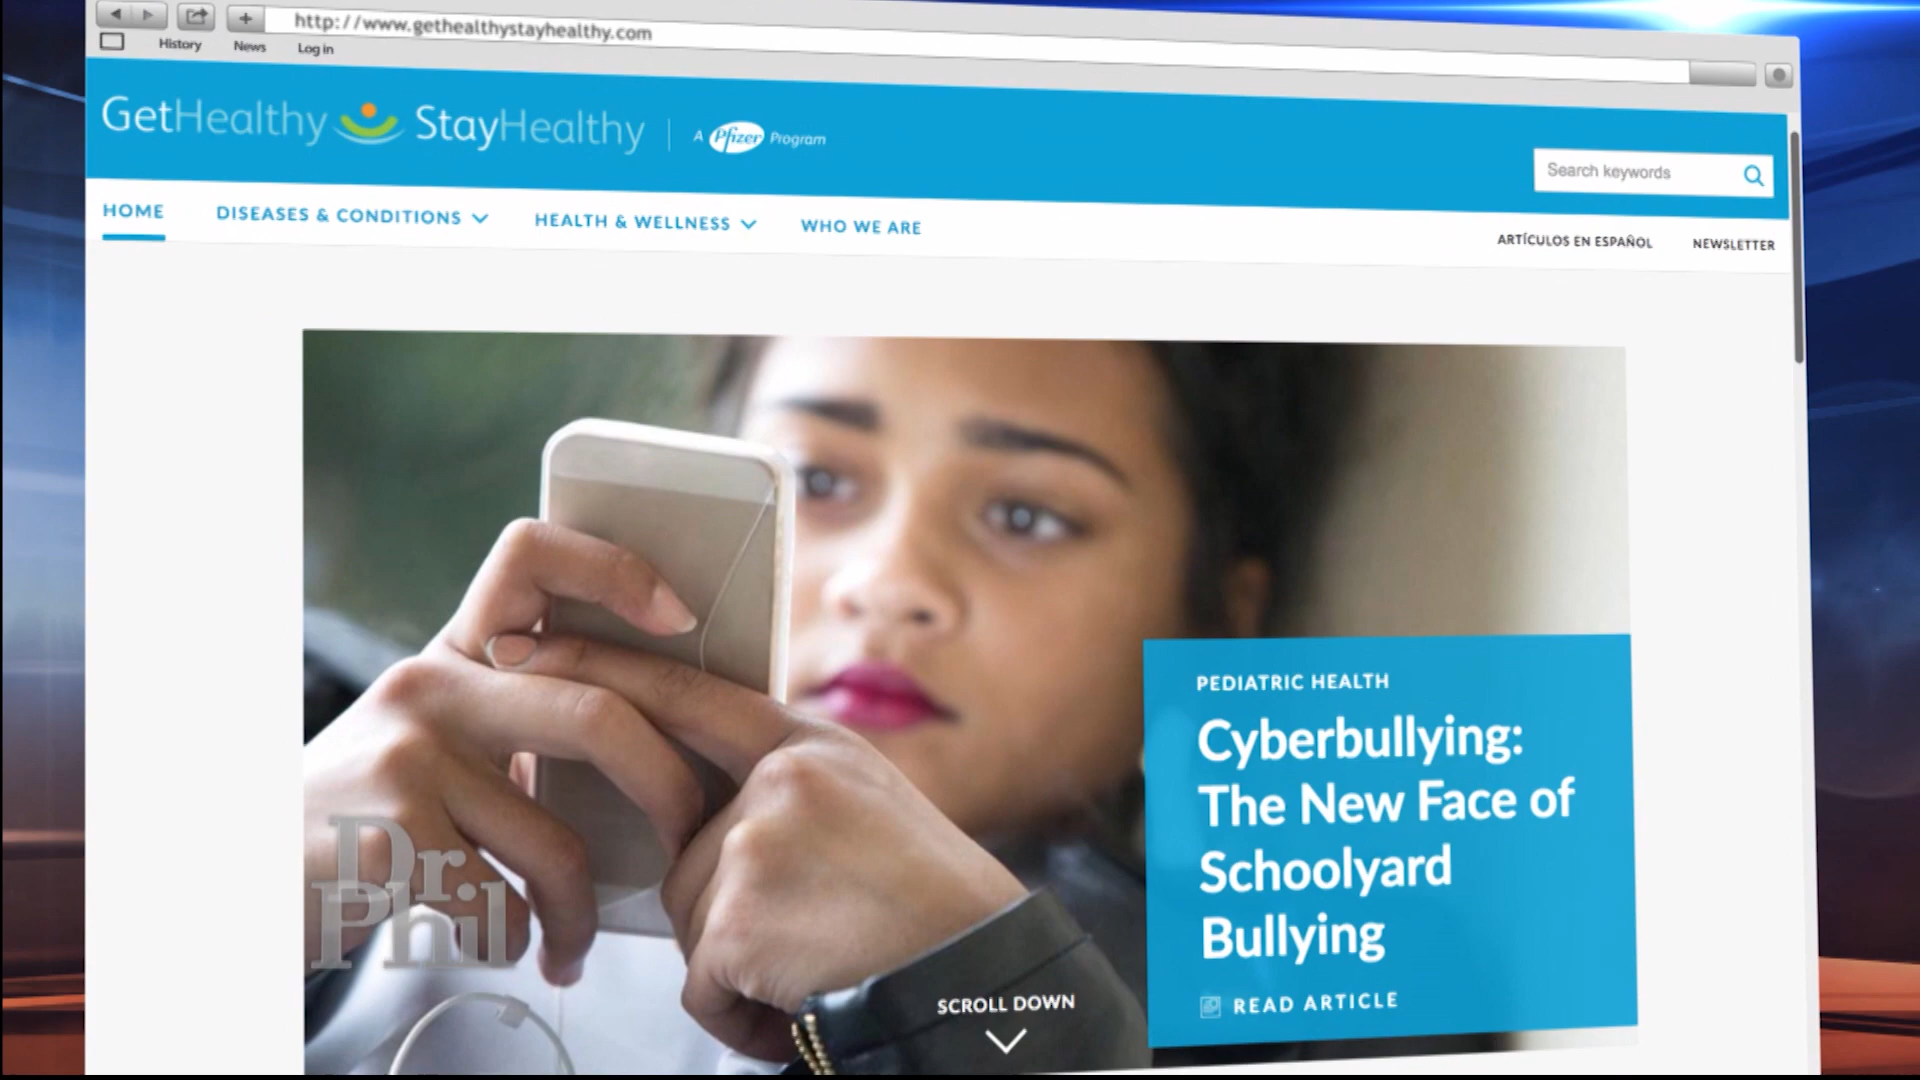 http://www.gethealthystayhealthy.com
History News Log in
GetHealthy StayHealthy A Pfizer Program
Search keywords
HOME DISEASES & CONDITIONS HEALTH & WELLNESS WHO WE ARE
ARTÍCULOS EN ESPAÑOL NEWSLETTER
PEDIATRIC HEALTH
Cyberbullying:
The New Face of
Schoolyard
Bullying
READ ARTICLE
SCROLL DOWN
Dr.
Phil